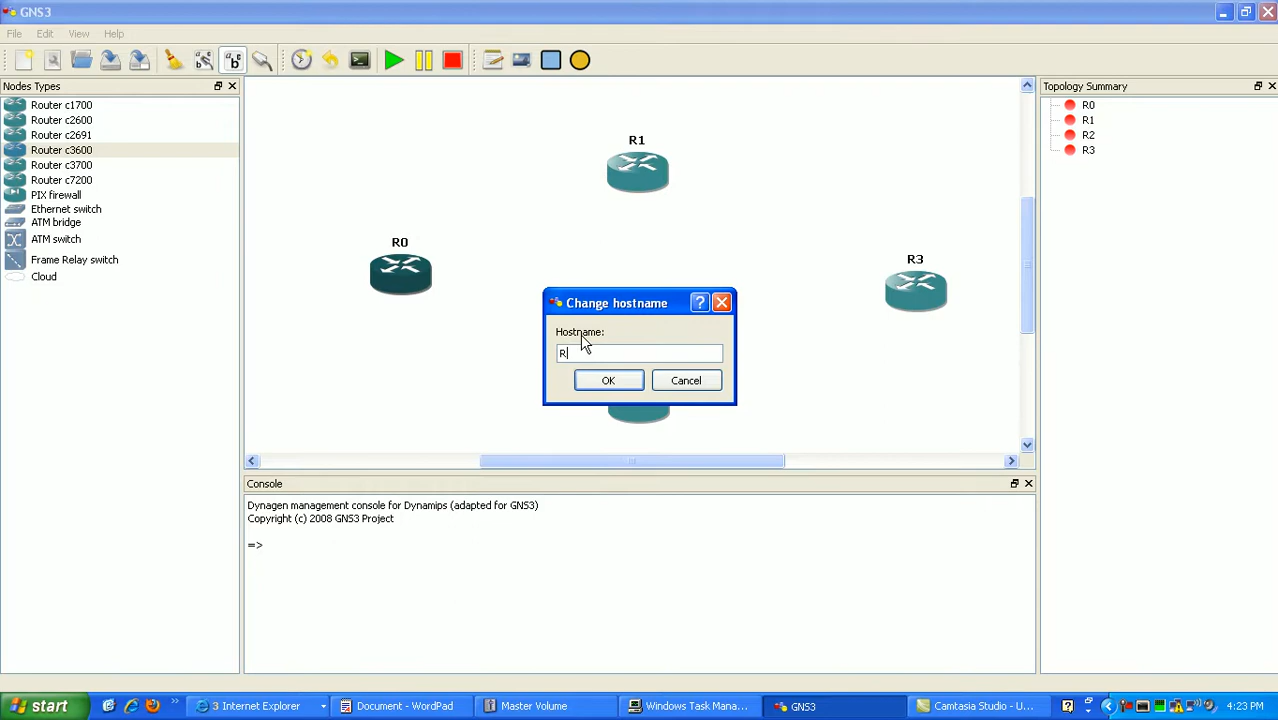 GNS3
File Edit View Help
Nodes Types
Router c1700
Router c2600
Router c2691
Router c3600
Router c3700
Router c7200
PIX firewall
Ethernet switch
ATM bridge
ATM switch
Frame Relay switch
Cloud
R1
R0
R3
Change hostname
Hostname:
R
OK Cancel
Topology Summary
R0
R1
R2
R3
Console
Dynagen management console for Dynamips (adapted for GNS3)
Copyright (c) 2008 GNS3 Project
=>
start
3 Internet Explorer
Document - WordPad
Master Volume
Windows Task Mana...
GNS3
Camtasia Studio - U...
4:23 PM